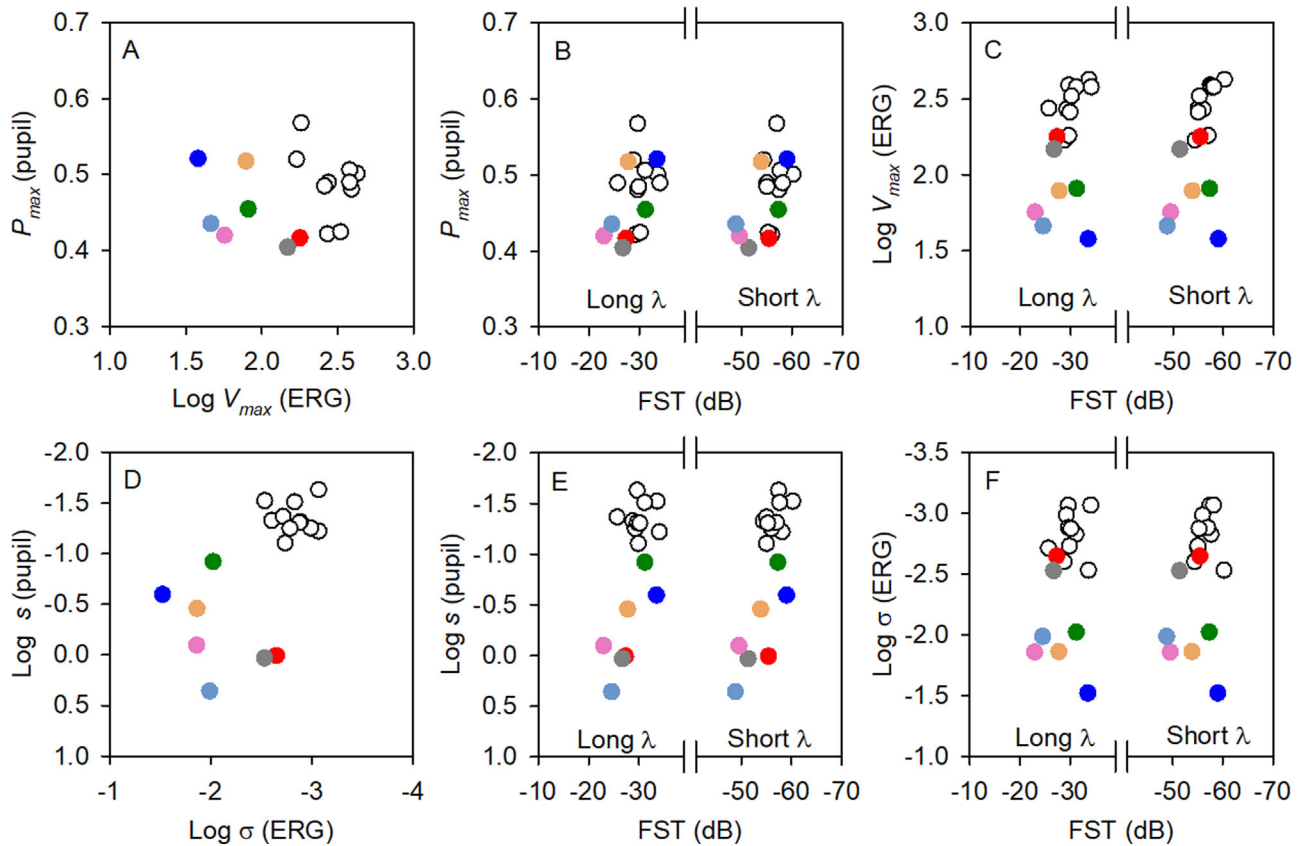 A
0.7
0.6
0.5
0.4
0.3
P max (pupil)
1.0 1.5 2.0 2.5 3.0
Log V max (ERG)
B
0.7
0.6
0.5
0.4
0.3
P max (pupil)
Long λ Short λ
-10 -20 -30 -50 -60 -70
FST (dB)
C
3.0
2.5
2.0
1.5
1.0
Log V max (ERG)
Long λ Short λ
-10 -20 -30 -50 -60 -70
FST (dB)
D
-2.0
-1.5
-1.0
-0.5
0.0
0.5
1.0
Log s (pupil)
-1 -2 -3 -4
Log σ (ERG)
E
-2.0
-1.5
-1.0
-0.5
0.0
0.5
1.0
Log s (pupil)
Long λ Short λ
-10 -20 -30 -50 -60 -70
FST (dB)
F
-3.5
-3.0
-2.5
-2.0
-1.5
-1.0
Log σ (ERG)
Long λ Short λ
-10 -20 -30 -50 -60 -70
FST (dB)